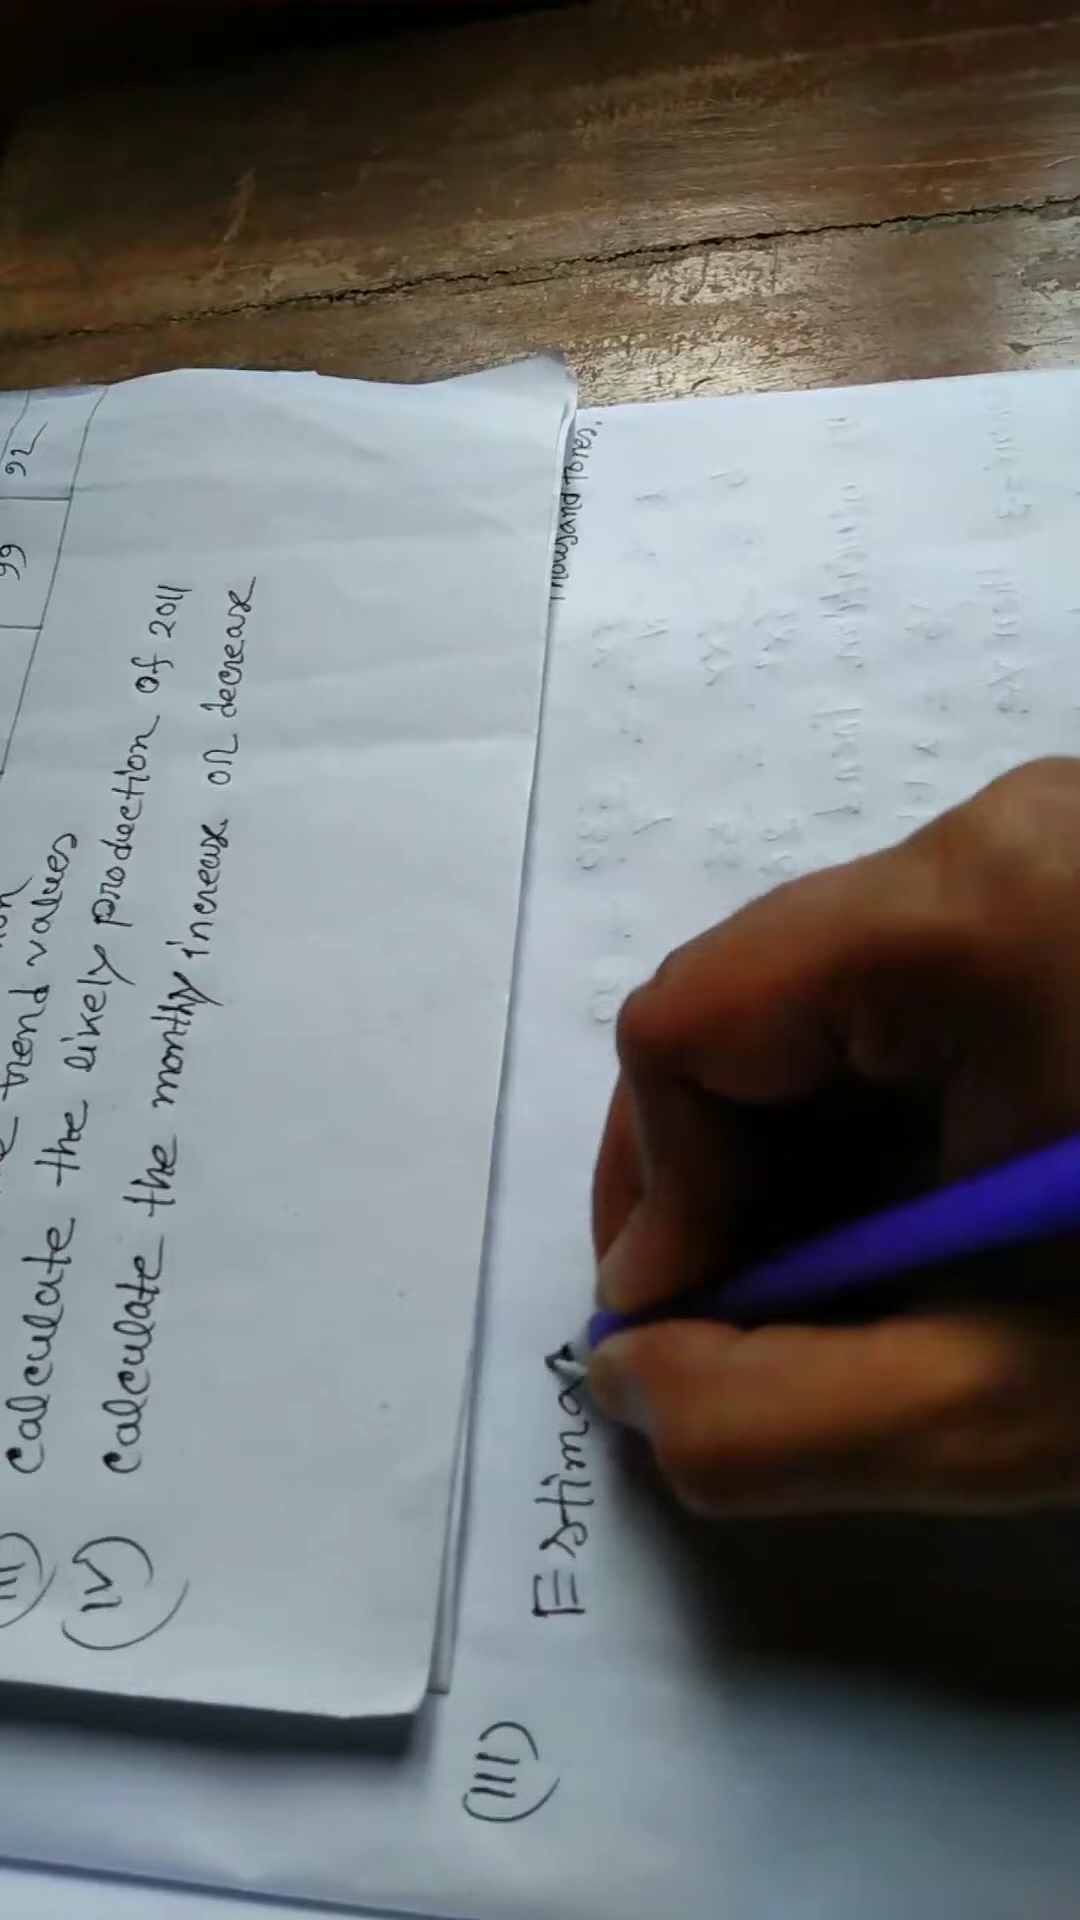 99 92
trend values
(III) calculate the likely production of 2011
(IV) calculate the monthly increase or decrease
Thousand Tones.
(III) Estima